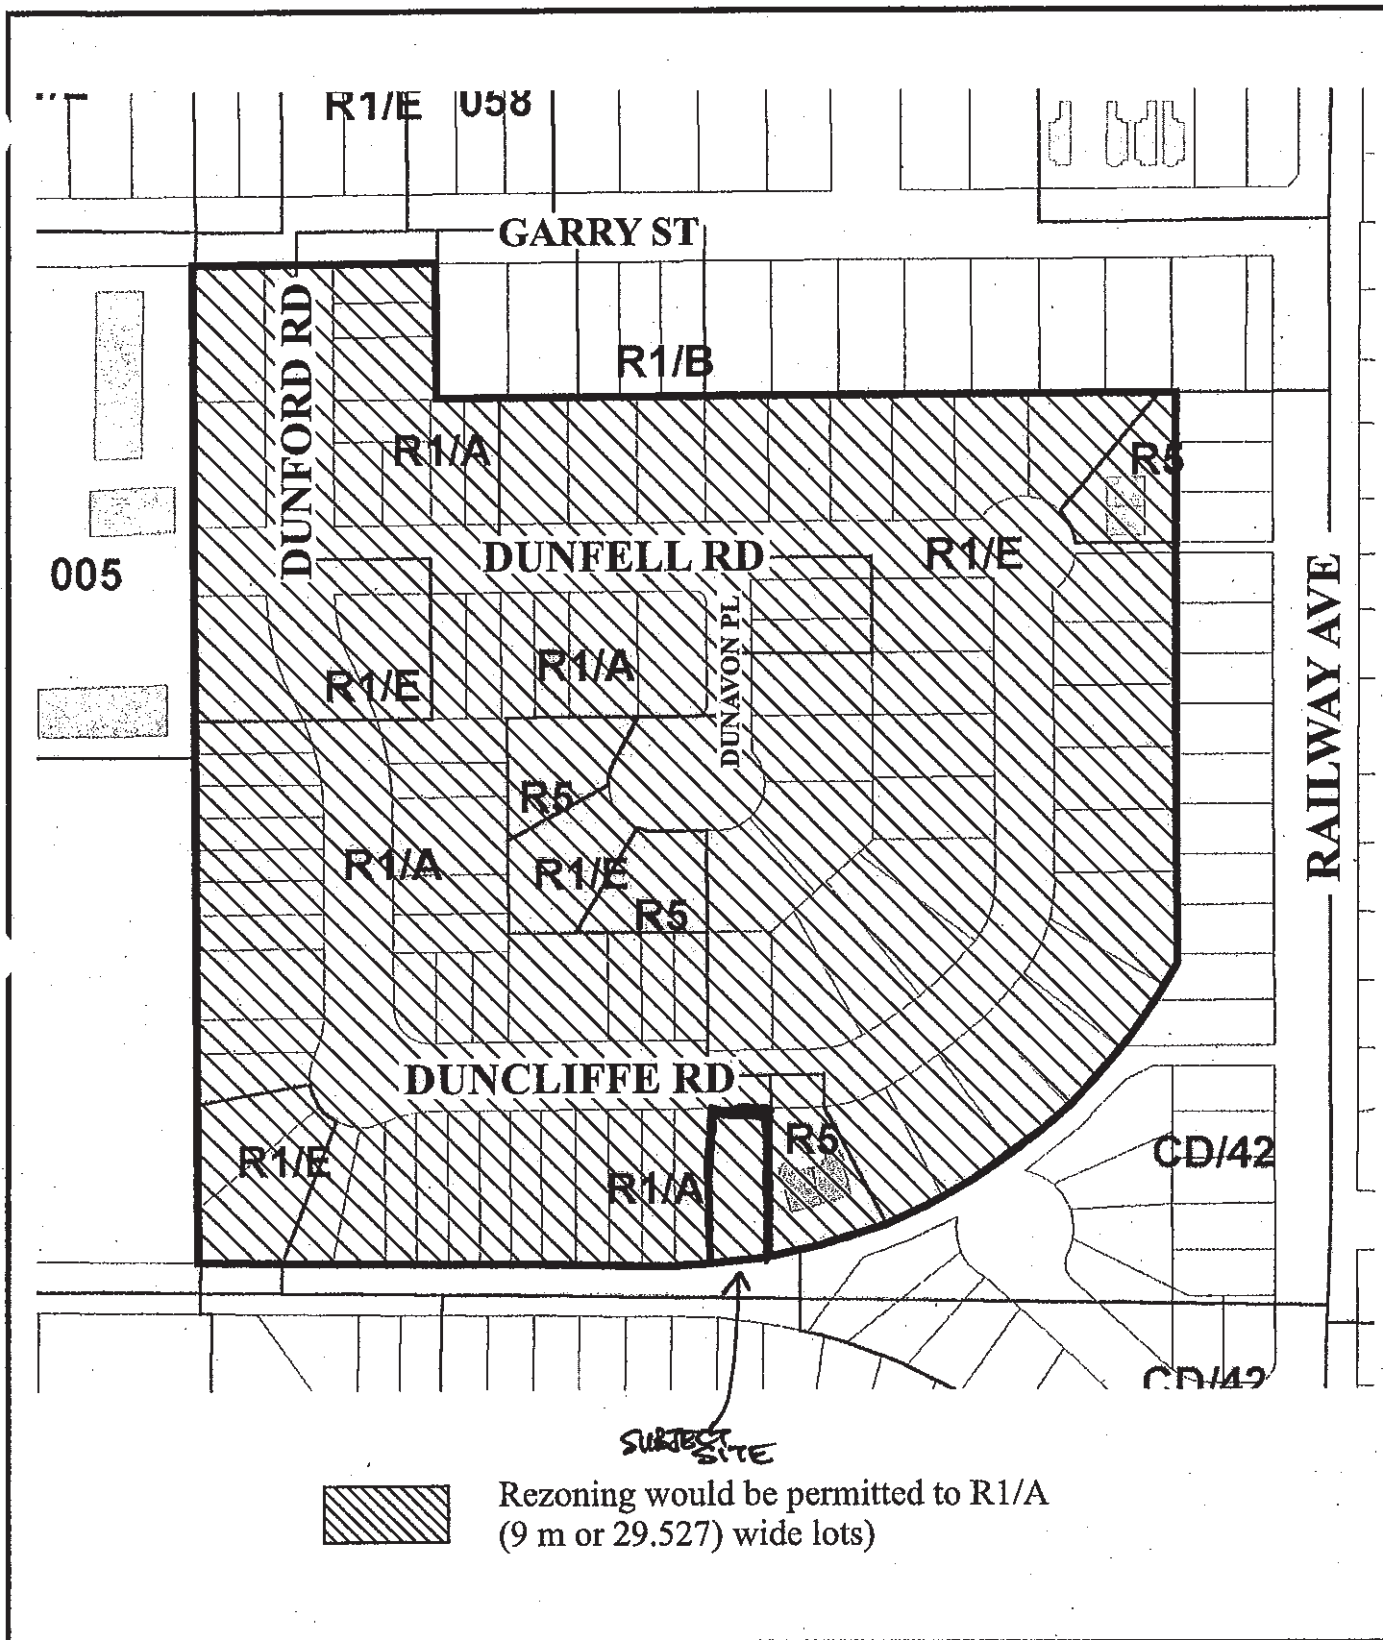 R1/E 058
GARRY ST
DUNFORD RD
R1/B
R1/A
R5
005
DUNFELL RD
R1/E
DUNAVON PL
R1/A
R1/E
RAILWAY AVE
R5
R1/A
R1/E
R5
DUNCLIFFE RD
R5
CD/42
R1/E
R1/A
CD/42
SUBJECT
SITE
Rezoning would be permitted to R1/A
(9 m or 29.527) wide lots)